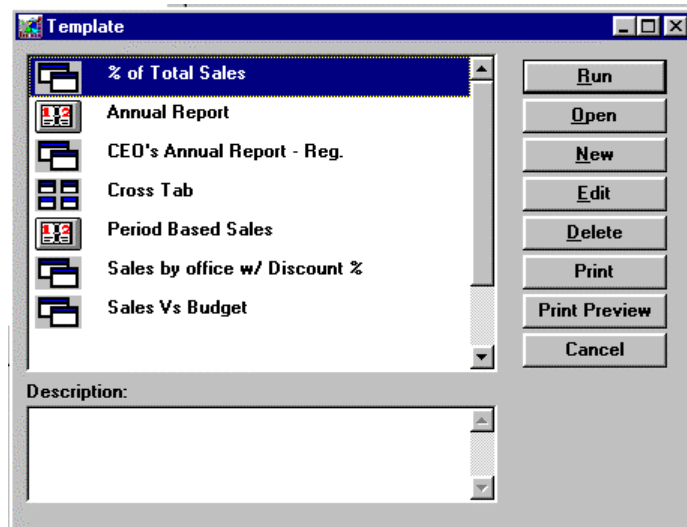 Template
% of Total Sales
Annual Report
CEO's Annual Report - Reg.
Cross Tab
Period Based Sales
Sales by office w/ Discount %
Sales Vs Budget
Run
Open
New
Edit
Delete
Print
Print Preview
Cancel
Description: